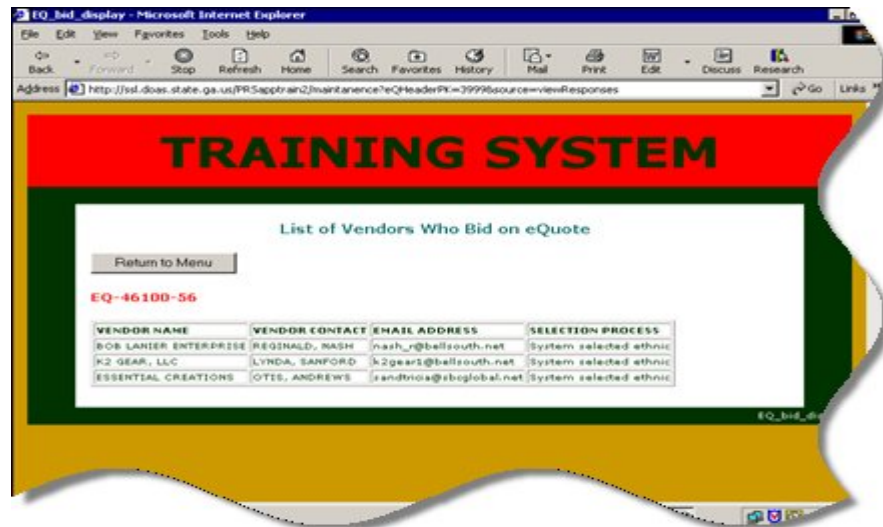 EQ_bid_display - Microsoft Internet Explorer
File Edit View Favorites Tools Help
Back Forward Stop Refresh Home Search Favorites History Mail Print Edit Discuss Research
Address http://ssl.doas.state.ga.us/PRSapptrain2/maintanence?eQHeaderPK=3999&source=viewResponses Go Links
TRAINING SYSTEM
List of Vendors Who Bid on eQuote
Return to Menu
EQ-46100-56
VENDOR NAME VENDOR CONTACT EMAIL ADDRESS SELECTION PROCESS
BOB LANIER ENTERPRISE REGINALD, NASH nash_r@bellsouth.net System selected ethnic
K2 GEAR, LLC LYNDA, SANFORD k2gear1@bellsouth.net System selected ethnic
ESSENTIAL CREATIONS OTIS, ANDREWS sandtricia@sbcglobal.net System selected ethnic